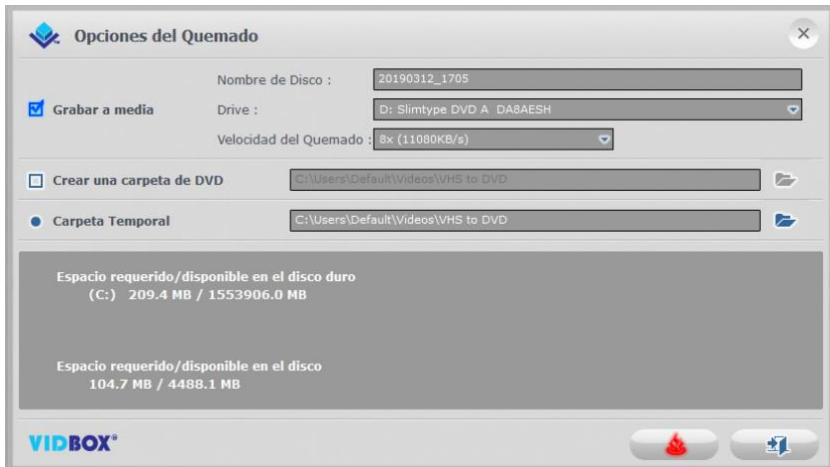 Opciones del Quemado
Nombre de Disco : 20190312_1705
Grabar a media Drive : D: Slimtype DVD A DA8AESH
Velocidad del Quemado : 8x (11080KB/s)
Crear una carpeta de DVD C:\Users\Default\Videos\VHS to DVD
Carpeta Temporal C:\Users\Default\Videos\VHS to DVD
Espacio requerido/disponible en el disco duro
(C:) 209.4 MB / 1553906.0 MB
Espacio requerido/disponible en el disco
104.7 MB / 4488.1 MB
VIDBOX®